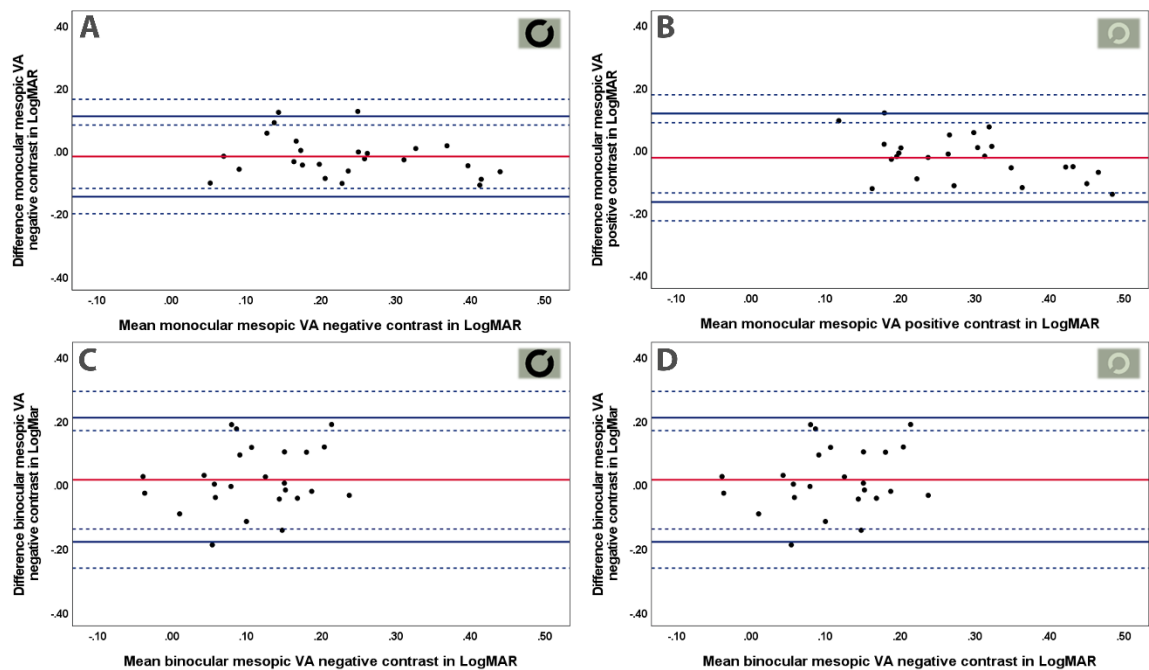 A
B
Difference monocular mesopic VA
negative contrast in LogMAR
.40
.20
.00
-.20
-.40
-.10 .00 .10 .20 .30 .40 .50
Mean monocular mesopic VA negative contrast in LogMAR
Difference monocular mesopic VA
positive contrast in LogMAR
.40
.20
.00
-.20
-.40
-.10 .00 .10 .20 .30 .40 .50
Mean monocular mesopic VA positive contrast in LogMAR
C
D
Difference binocular mesopic VA
negative contrast in LogMar
.40
.20
.00
-.20
-.40
-.10 .00 .10 .20 .30 .40 .50
Mean binocular mesopic VA negative contrast in LogMAR
Difference binocular mesopic VA
negative contrast in LogMAR
.40
.20
.00
-.20
-.40
-.10 .00 .10 .20 .30 .40 .50
Mean binocular mesopic VA negative contrast in LogMAR